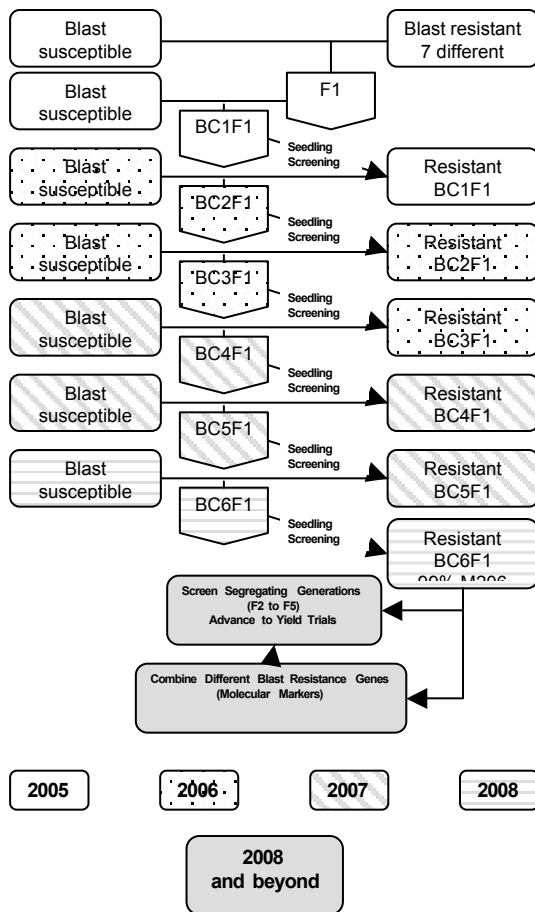 Blast
susceptible
Blast resistant
7 different
Blast
susceptible
F1
BC1F1
Seedling
Screening
Blast
susceptible
Resistant
BC1F1
BC2F1
Seedling
Screening
Blast
susceptible
Resistant
BC2F1
BC3F1
Seedling
Screening
Blast
susceptible
Resistant
BC3F1
BC4F1
Seedling
Screening
Blast
susceptible
Resistant
BC4F1
BC5F1
Seedling
Screening
Blast
susceptible
Resistant
BC5F1
BC6F1
Seedling
Screening
Resistant
BC6F1
Screen Segregating Generations
(F2 to F5)
Advance to Yield Trials
Combine Different Blast Resistance Genes
(Molecular Markers)
2005
2006
2007
2008
2008
and beyond